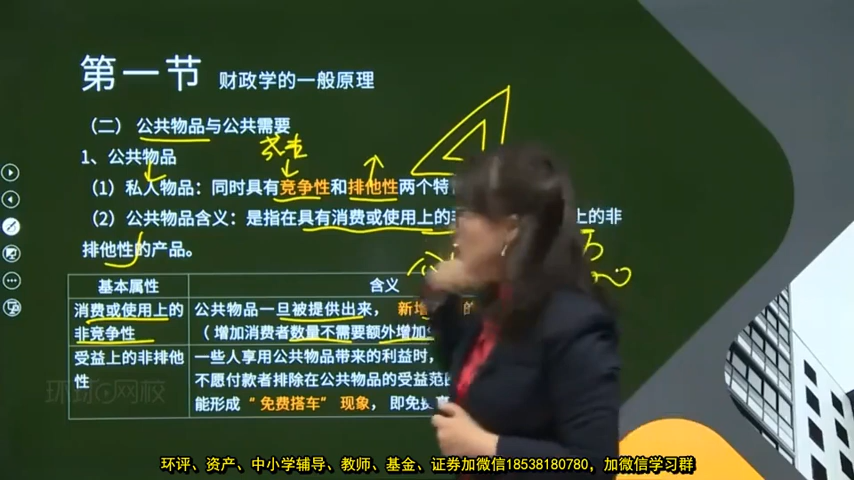 第一节 财政学的一般原理
（二） 公共物品与公共需要
1、公共物品
（1）私人物品：同时具有竞争性和排他性两个特
（2）公共物品含义：是指在具有消费或使用上的 上的非
排他性的产品。
基本属性 含义
消费或使用上的 公共物品一旦被提供出来， 新增 的
非竞争性 （增加消费者数量不需要额外增加
受益上的非排他 一些人享用公共物品带来的利益时，
性 不愿付款者排除在公共物品的受益范
能形成 “免费搭车” 现象， 即免费
环球网校
环评、资产、中小学辅导、教师、基金、证券加微信18538180780，加微信学习群